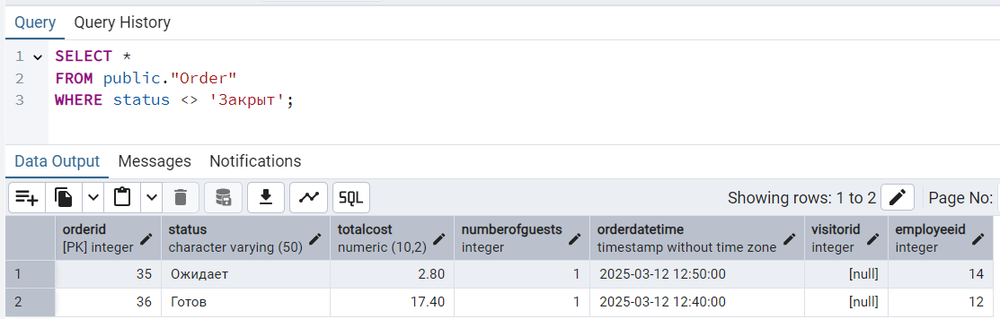 Query Query History
1 SELECT *
2 FROM public."Order"
3 WHERE status <> 'Закрыт';
Data Output Messages Notifications
SQL Showing rows: 1 to 2 Page No:
orderid status totalcost numberofguests orderdatetime visitorid employeeid
[PK] integer character varying (50) numeric (10,2) integer timestamp without time zone integer integer
1 35 Ожидает 2.80 1 2025-03-12 12:50:00 [null] 14
2 36 Готов 17.40 1 2025-03-12 12:40:00 [null] 12